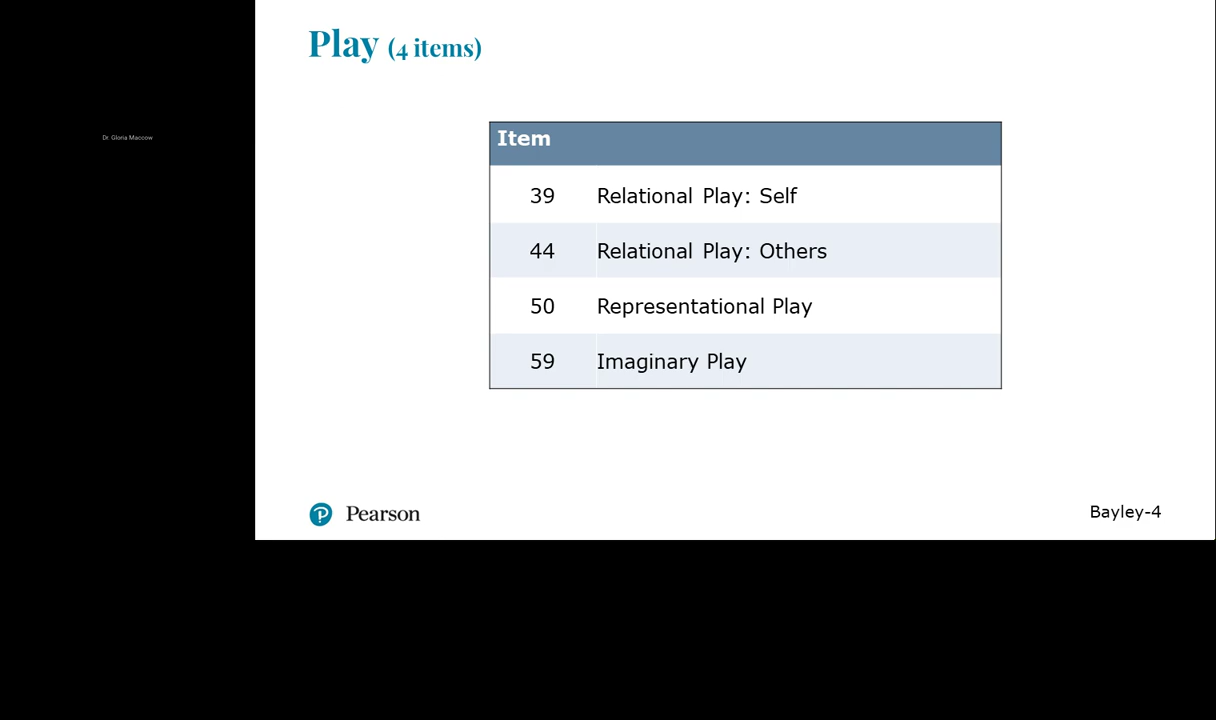 Play (4 items)
Dr. Gloria Maccow
Item
39 Relational Play: Self
44 Relational Play: Others
50 Representational Play
59 Imaginary Play
Pearson
Bayley-4